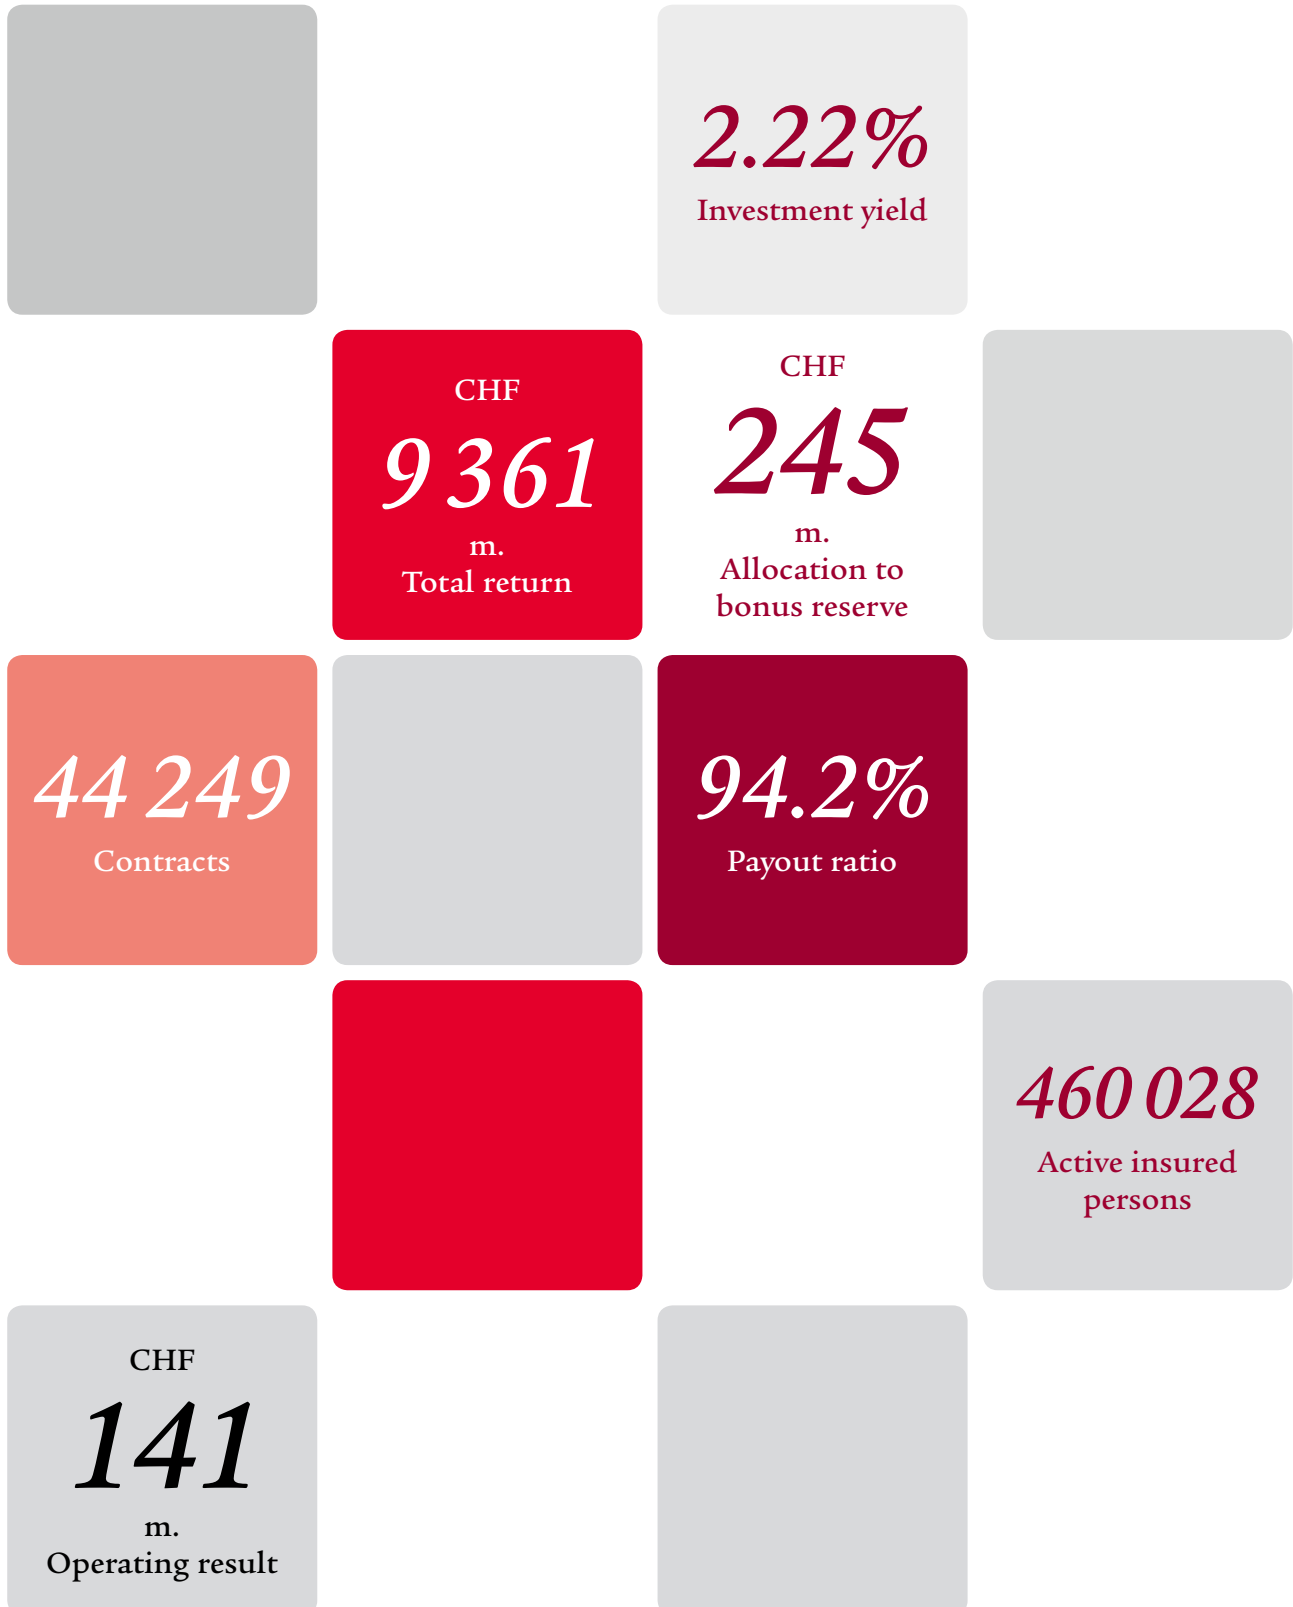 2.22%
Investment yield
CHF
9 361
m.
Total return
CHF
245
m.
Allocation to
bonus reserve
44 249
Contracts
94.2%
Payout ratio
460 028
Active insured
persons
CHF
141
m.
Operating result